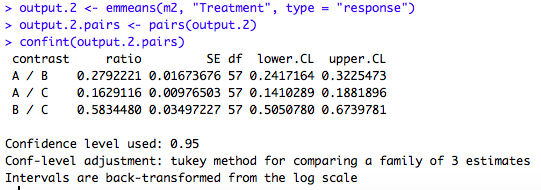 > output.2 <- emmeans(m2, "Treatment", type = "response")
> output.2.pairs <- pairs(output.2)
> confint(output.2.pairs)
 contrast     ratio         SE df  lower.CL  upper.CL
 A / B    0.2792221 0.01673676 57 0.2417164 0.3225473
 A / C    0.1629116 0.00976503 57 0.1410289 0.1881896
 B / C    0.5834480 0.03497227 57 0.5050780 0.6739781

Confidence level used: 0.95
Conf-level adjustment: tukey method for comparing a family of 3 estimates
Intervals are back-transformed from the log scale